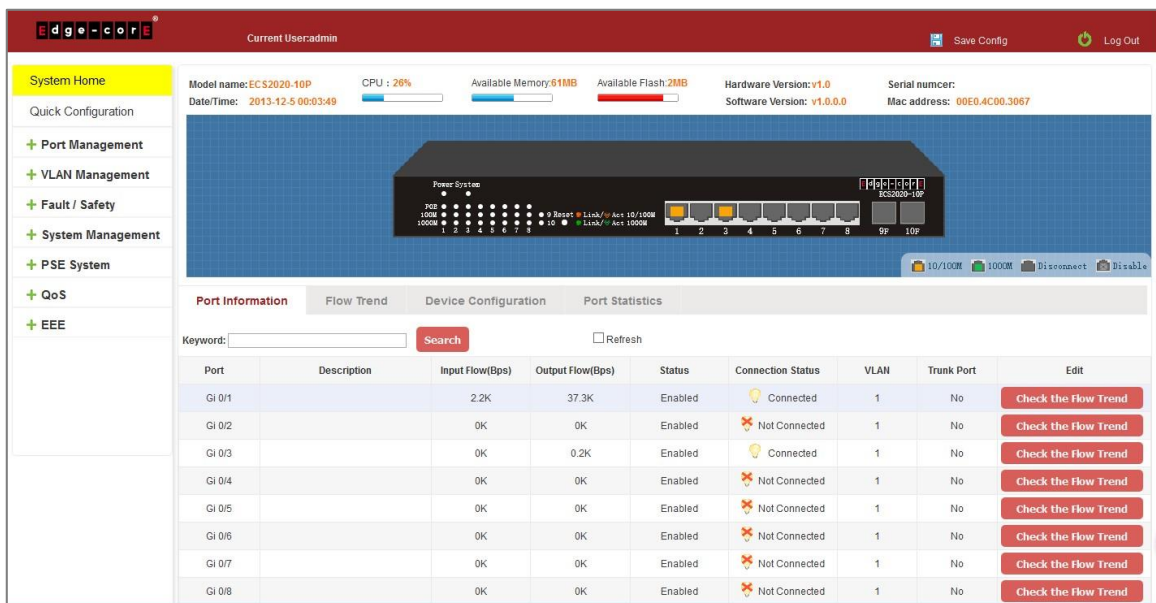 Edge-corE®
Current User:admin
Save Config
Log Out
System Home
Quick Configuration
+ Port Management
+ VLAN Management
+ Fault / Safety
+ System Management
+ PSE System
+ QoS
+ EEE
Model name:ECS2020-10P CPU : 26% Available Memory:61MB Available Flash:2MB Hardware Version:v1.0 Serial numcer:
Date/Time: 2013-12-5 00:03:49 Software Version: v1.0.0.0 Mac address: 00E0.4C00.3067
Power System
Edge-corE
ECS2020-10P
POE
100M 9 Reset Link/ Act 10/100M
1000M 10 Link/ Act 1000M
1 2 3 4 5 6 7 8
1 2 3 4 5 6 7 8 9F 10F
10/100M 1000M Disconnect Disable
Port Information Flow Trend Device Configuration Port Statistics
Keyword: Search Refresh
Port Description Input Flow(Bps) Output Flow(Bps) Status Connection Status VLAN Trunk Port Edit
Gi 0/1 2.2K 37.3K Enabled Connected 1 No Check the Flow Trend
Gi 0/2 0K 0K Enabled Not Connected 1 No Check the Flow Trend
Gi 0/3 0K 0.2K Enabled Connected 1 No Check the Flow Trend
Gi 0/4 0K 0K Enabled Not Connected 1 No Check the Flow Trend
Gi 0/5 0K 0K Enabled Not Connected 1 No Check the Flow Trend
Gi 0/6 0K 0K Enabled Not Connected 1 No Check the Flow Trend
Gi 0/7 0K 0K Enabled Not Connected 1 No Check the Flow Trend
Gi 0/8 0K 0K Enabled Not Connected 1 No Check the Flow Trend